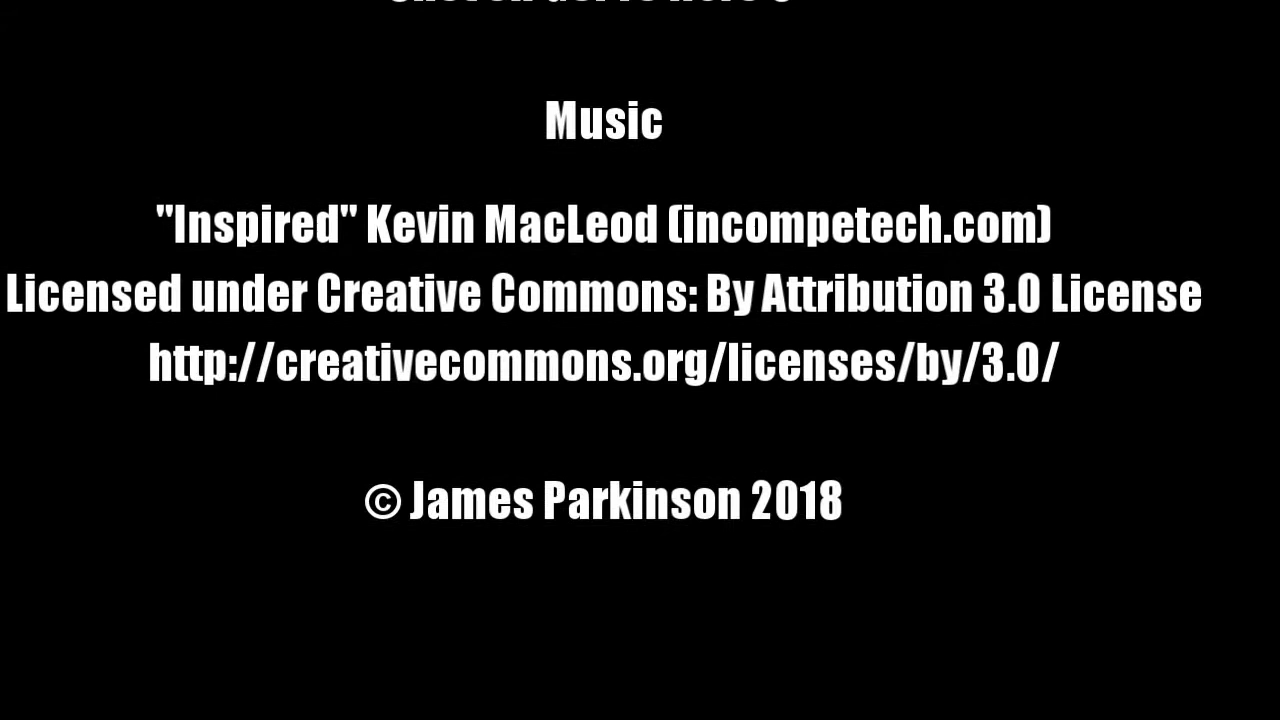 Music
"Inspired" Kevin MacLeod (incompetech.com)
Licensed under Creative Commons: By Attribution 3.0 License
http://creativecommons.org/licenses/by/3.0/
© James Parkinson 2018